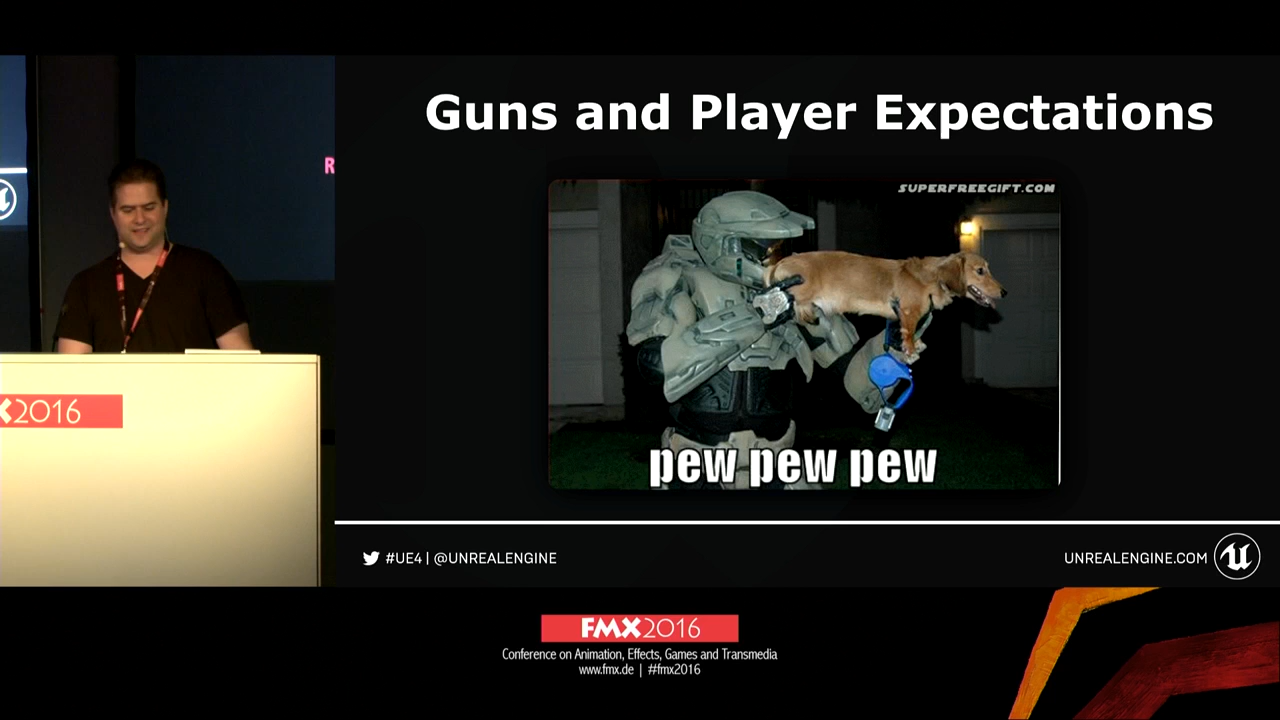 Guns and Player Expectations
SUPERFREEGIFT.COM
pew pew pew
R
X2016
#UE4 | @UNREALENGINE
UNREALENGINE.COM
FMX2016
Conference on Animation, Effects, Games and Transmedia
www.fmx.de | #fmx2016